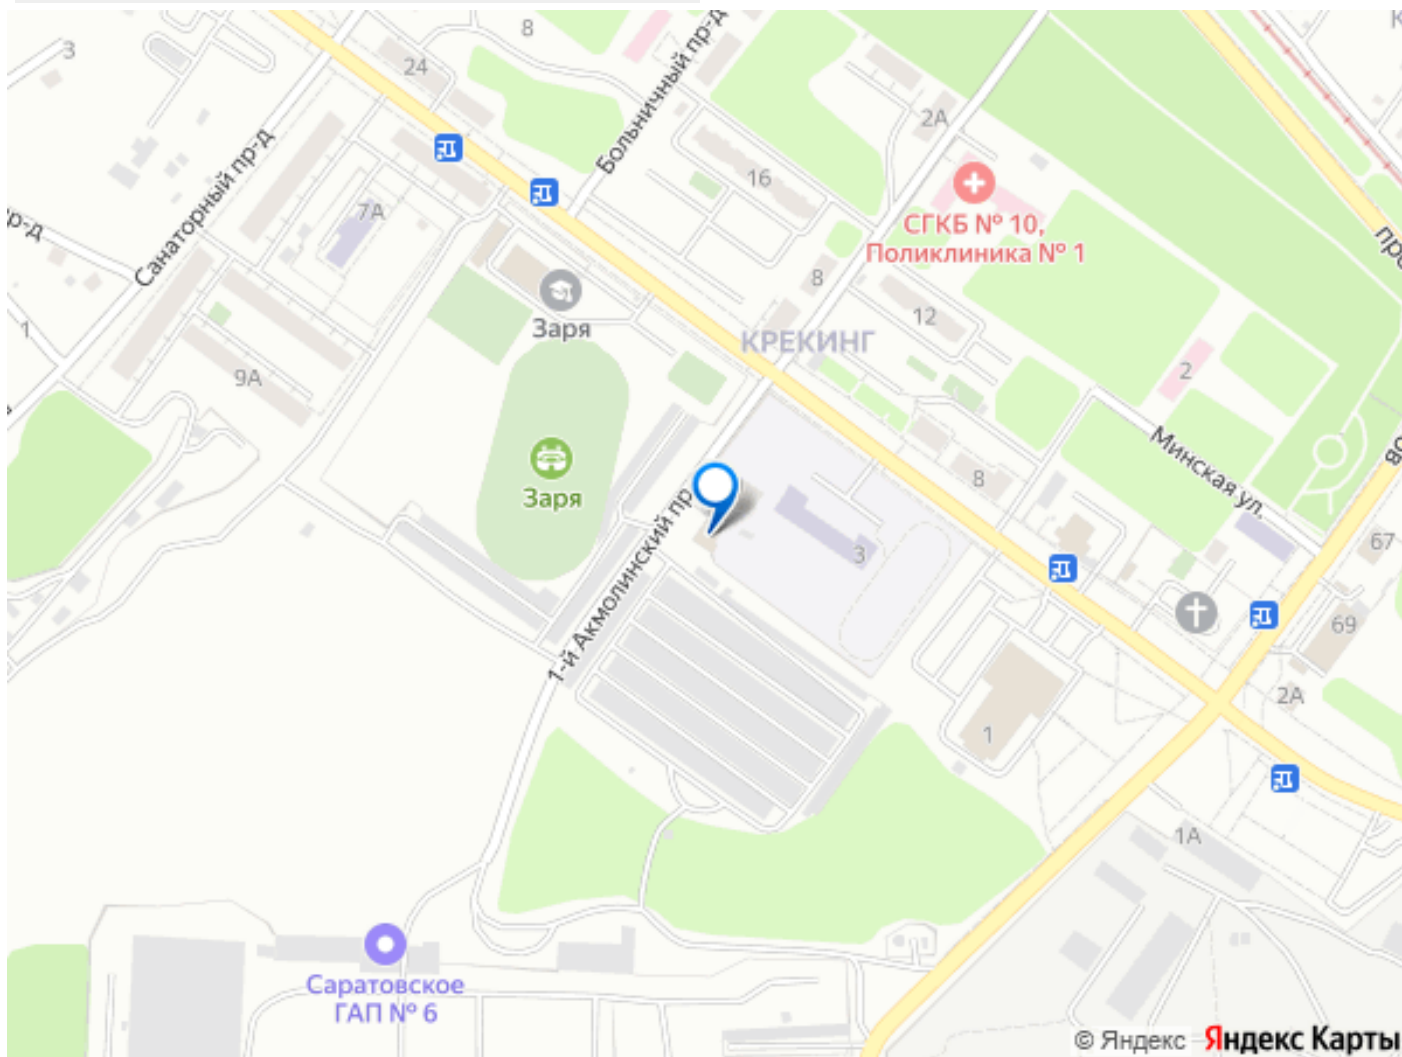 3
24
8
Больничный пр-д
2А
Санаторный пр-д
7А
16
СГКБ № 10,
Поликлиника № 1
р-д
8
Заря
12
КРЕКИНГ
1
9А
2
Минская ул.
Заря
8
1-й Акмолинский пр
3
67
69
2А
1
1А
Саратовское
ГАП № 6
© Яндекс Яндекс Карты